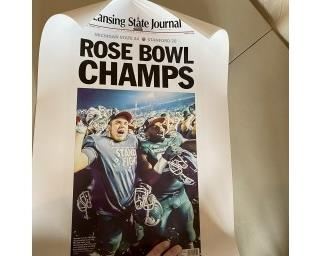 Lansing State Journal
MICHIGAN STATE 24 STANFORD 20
ROSE BOWL
CHAMPS